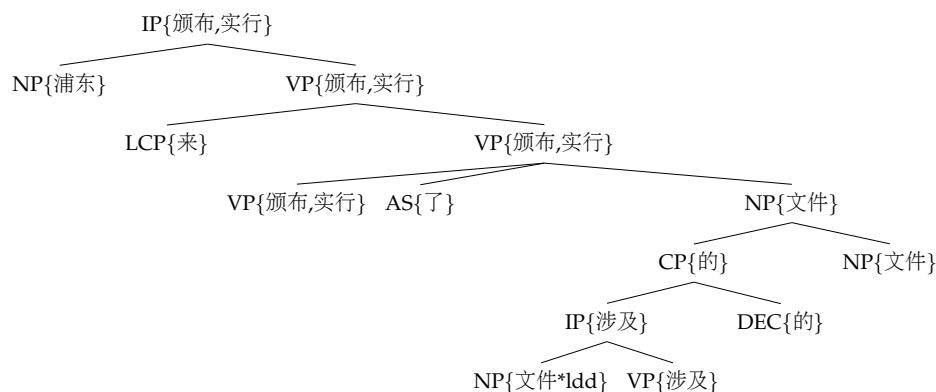 IP{颁布,实行}
NP{浦东} VP{颁布,实行}
LCP{来} VP{颁布,实行}
VP{颁布,实行} AS{了} NP{文件}
CP{的} NP{文件}
IP{涉及} DEC{的}
NP{文件*ldd} VP{涉及}